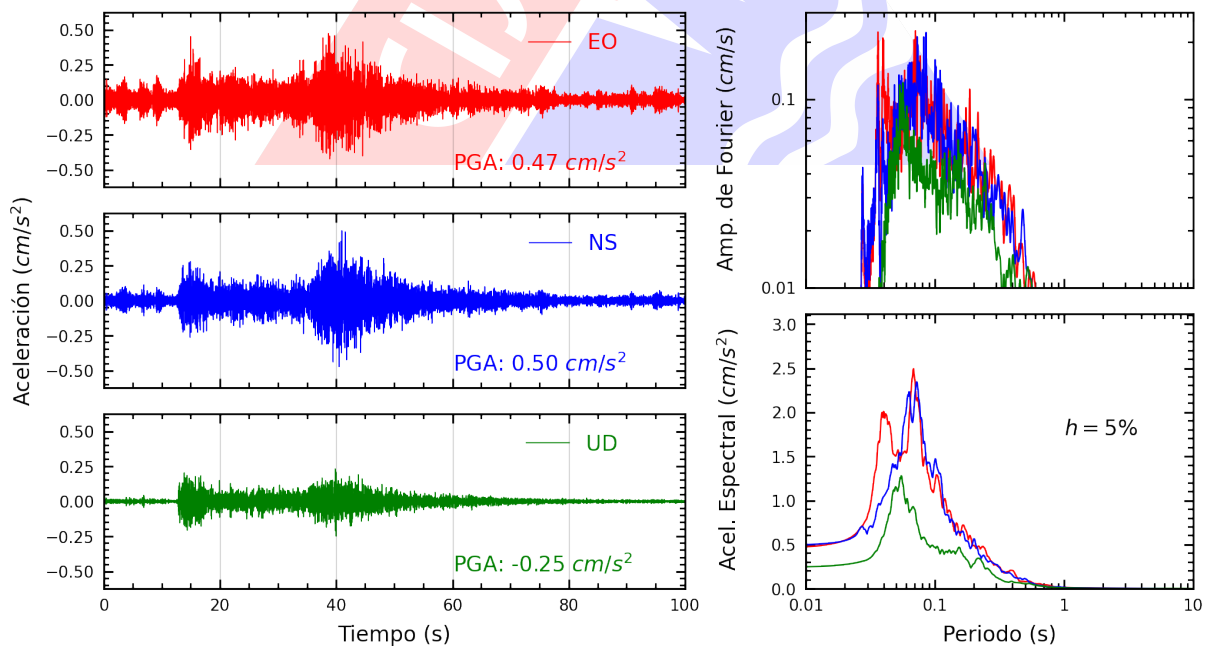 Aceleración (cm/s²)
0.50
0.25
0.00
−0.25
−0.50
EO
PGA: 0.47 cm/s²
0.50
0.25
0.00
−0.25
−0.50
NS
PGA: 0.50 cm/s²
0.50
0.25
0.00
−0.25
−0.50
UD
PGA: -0.25 cm/s²
0 20 40 60 80 100
Tiempo (s)
Amp. de Fourier (cm/s)
0.1
0.01
Acel. Espectral (cm/s²)
3.0
2.5
2.0
1.5
1.0
0.5
0.0
h = 5%
0.01 0.1 1 10
Periodo (s)